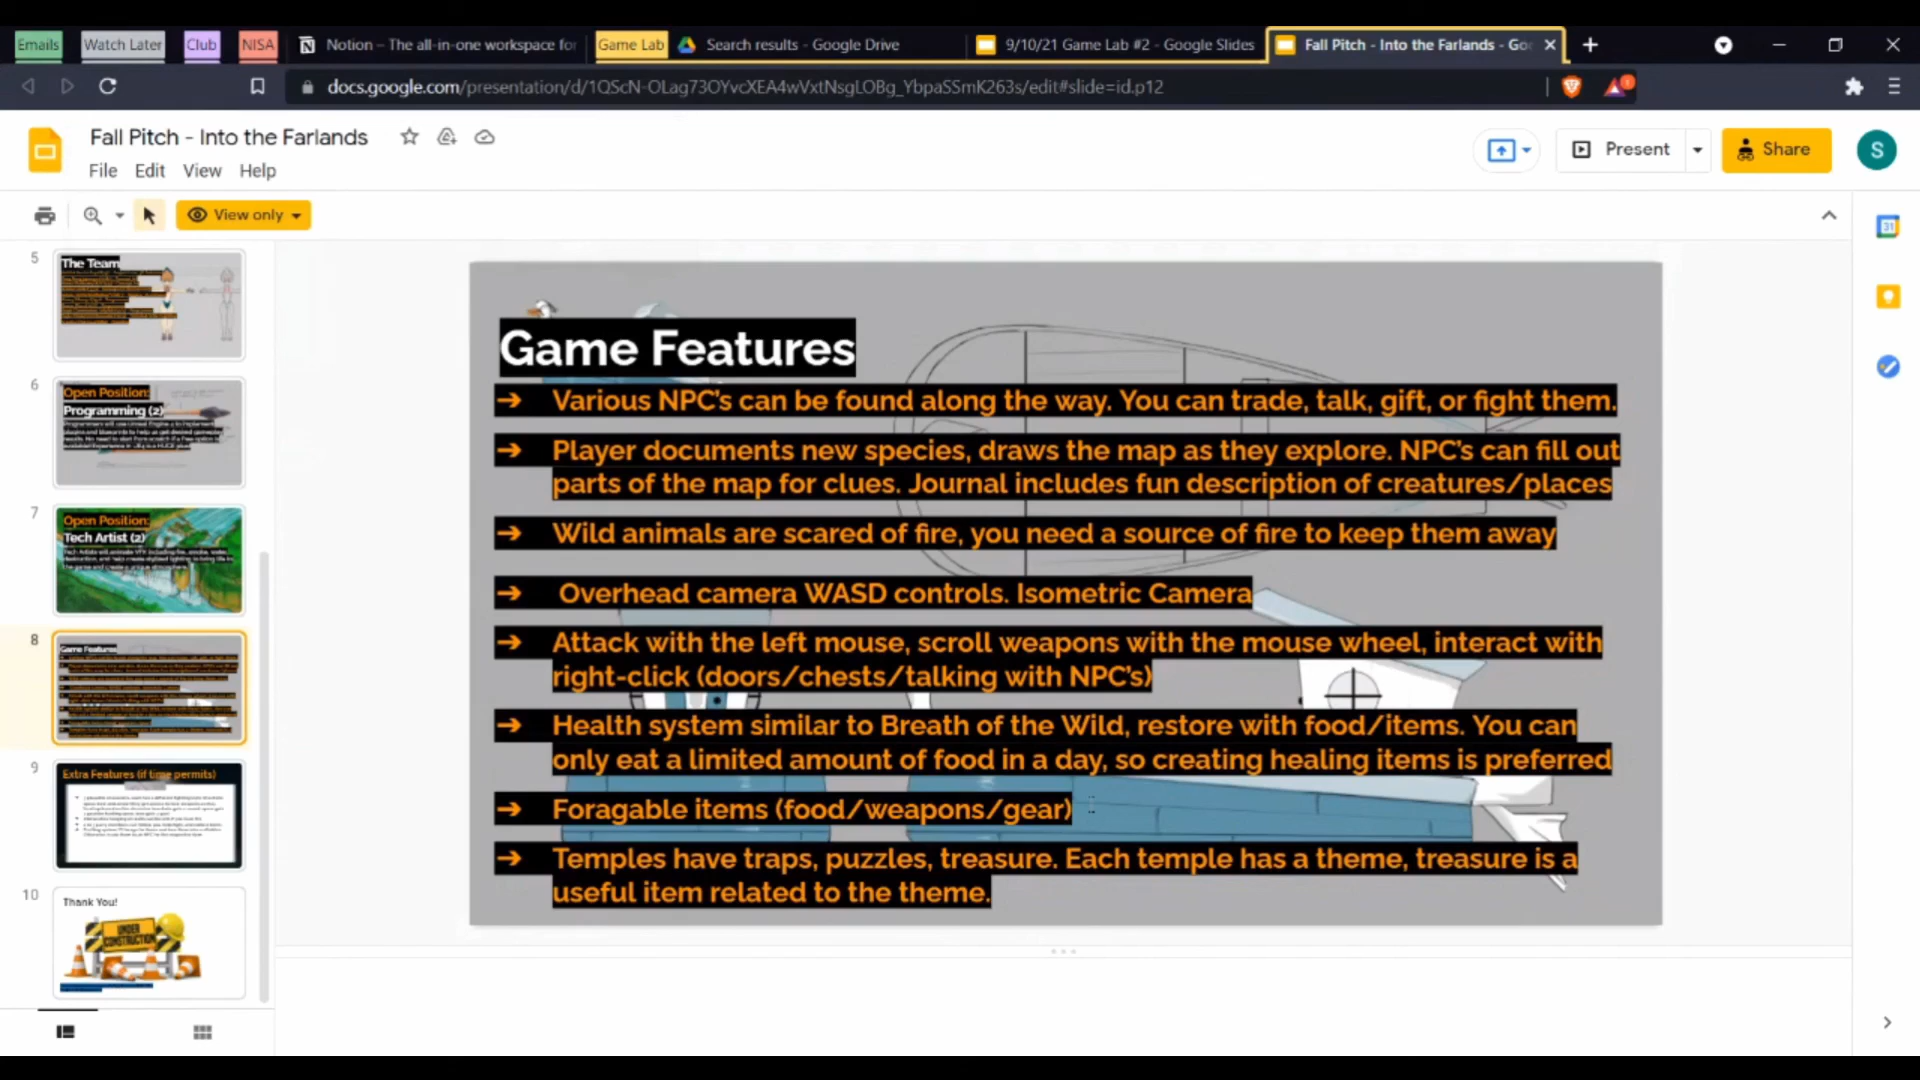 Emails
Watch Later
Club
NISA
Notion – The all-in-one workspace for
Game Lab
Search results - Google Drive
9/10/21 Game Lab #2 - Google Slides
Fall Pitch - Into the Farlands - Go
docs.google.com/presentation/d/1QScN-OLag73OYvcXEA4wVxtNsgLOBg_YbpaSSmK263s/edit#slide=id.p12
Fall Pitch - Into the Farlands
Present
Share
S
File Edit View Help
View only
31
5
The Team
6
Open Position:
Programming (2)
7
Open Position:
Tech Artist (2)
8
Game Features
9
Extra Features (if time permits)
10
Thank You!
UNDER
CONSTRUCTION
Game Features
➔ Various NPC's can be found along the way. You can trade, talk, gift, or fight them.
➔ Player documents new species, draws the map as they explore. NPC's can fill out
parts of the map for clues. Journal includes fun description of creatures/places
➔ Wild animals are scared of fire, you need a source of fire to keep them away
➔ Overhead camera WASD controls. Isometric Camera
➔ Attack with the left mouse, scroll weapons with the mouse wheel, interact with
right-click (doors/chests/talking with NPC's)
➔ Health system similar to Breath of the Wild, restore with food/items. You can
only eat a limited amount of food in a day, so creating healing items is preferred
➔ Foragable items (food/weapons/gear)
➔ Temples have traps, puzzles, treasure. Each temple has a theme, treasure is a
useful item related to the theme.